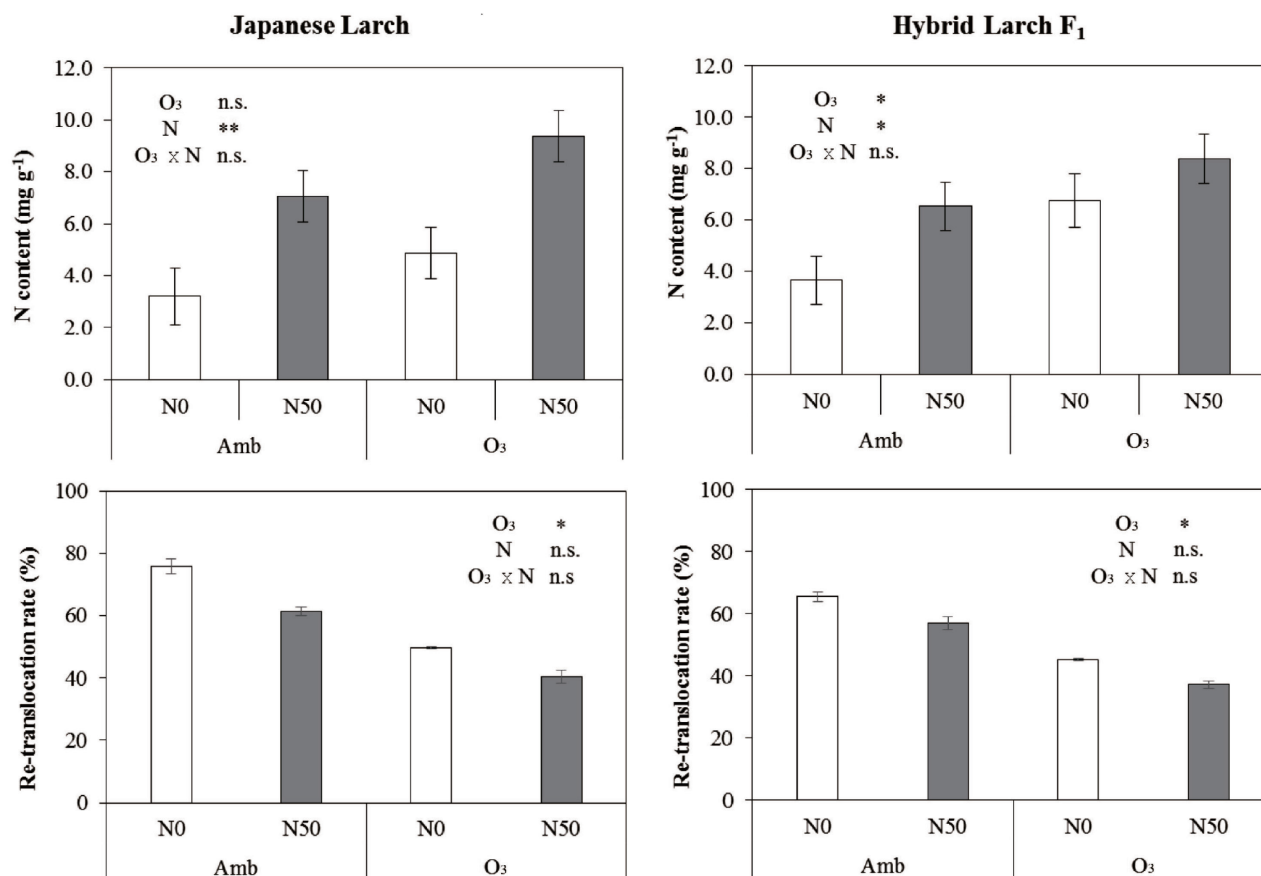 Japanese Larch
Hybrid Larch F₁
N content (mg g⁻¹)
12.0
10.0
8.0
6.0
4.0
2.0
0.0
O₃ n.s.
N **
O₃ x N n.s.
N0 N50 N0 N50
Amb O₃
N content (mg g⁻¹)
12.0
10.0
8.0
6.0
4.0
2.0
0.0
O₃ *
N *
O₃ x N n.s.
N0 N50 N0 N50
Amb O₃
Re-translocation rate (%)
100
80
60
40
20
0
O₃ *
N n.s.
O₃ x N n.s
N0 N50 N0 N50
Amb O₃
Re-translocation rate (%)
100
80
60
40
20
0
O₃ *
N n.s.
O₃ x N n.s
N0 N50 N0 N50
Amb O₃